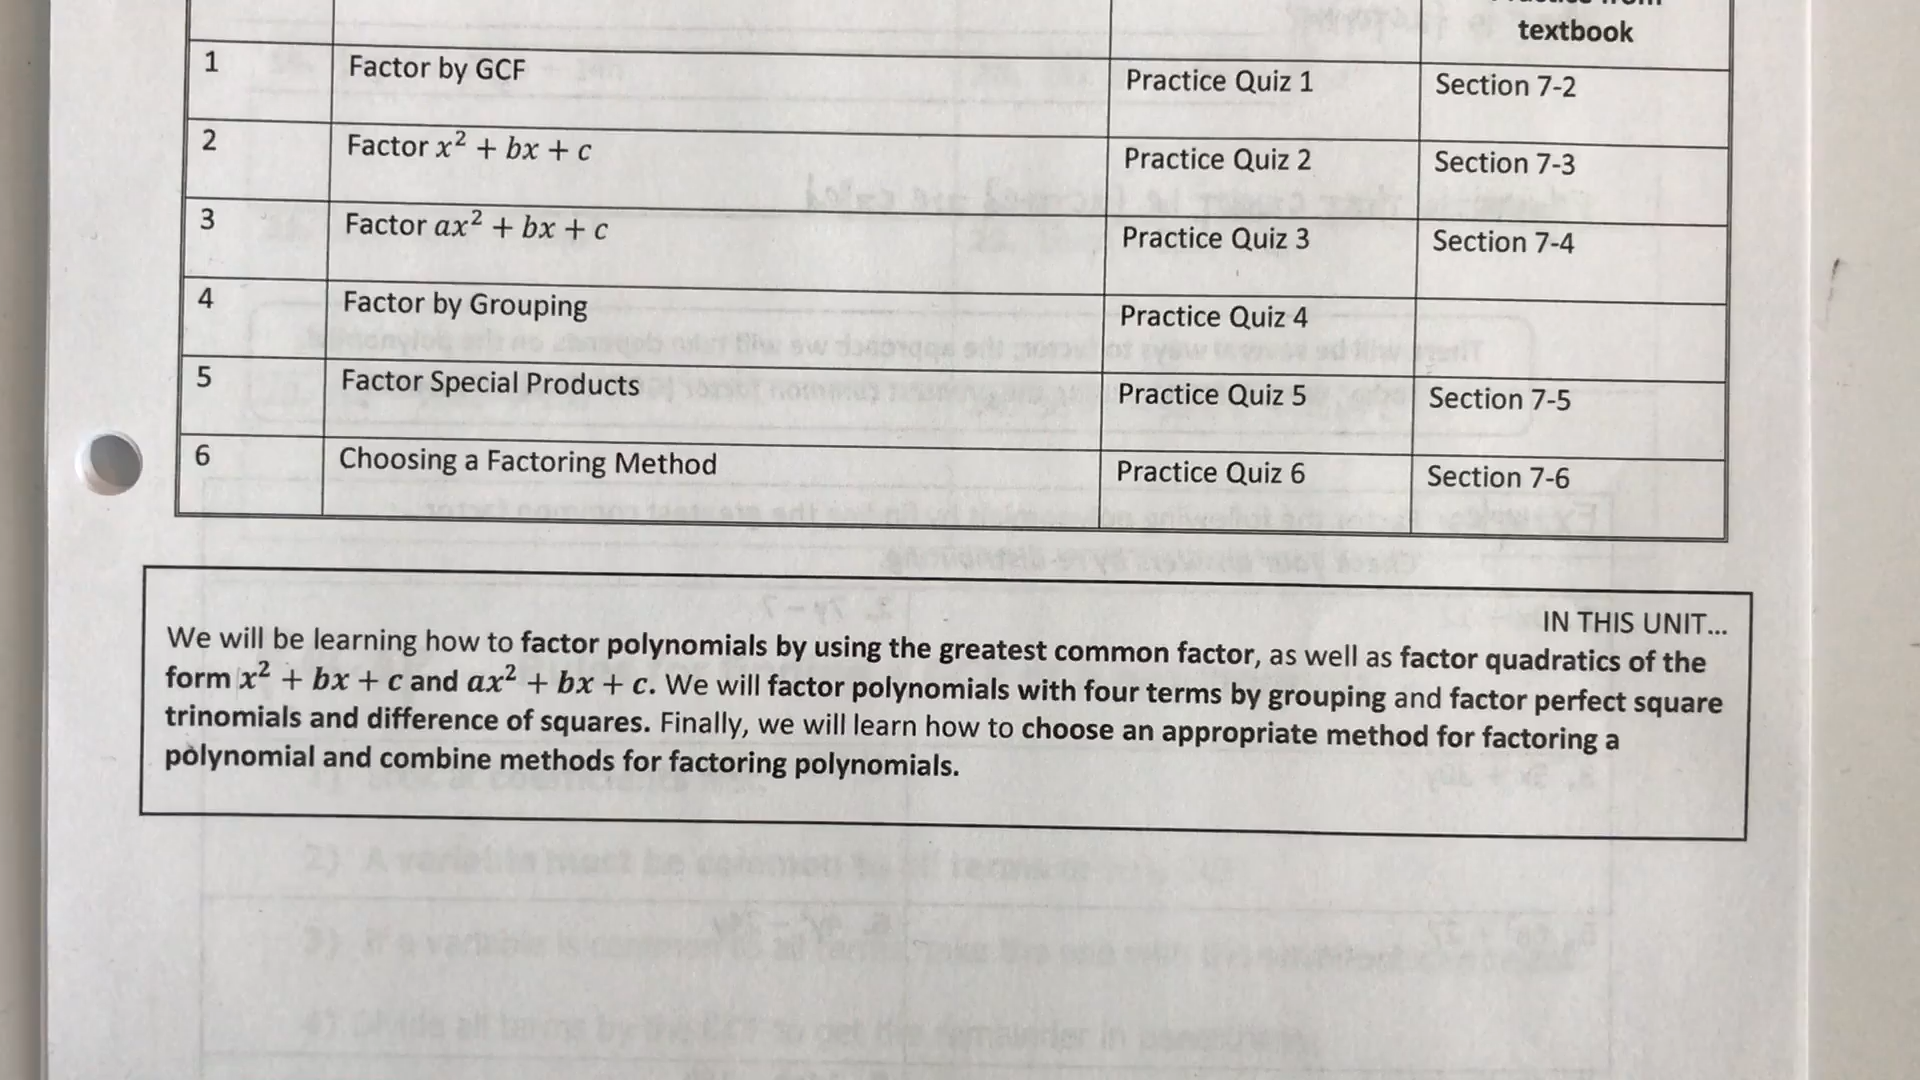 textbook
1 Factor by GCF Practice Quiz 1 Section 7-2
2 Factor x² + bx + c Practice Quiz 2 Section 7-3
3 Factor ax² + bx + c Practice Quiz 3 Section 7-4
4 Factor by Grouping Practice Quiz 4
5 Factor Special Products Practice Quiz 5 Section 7-5
6 Choosing a Factoring Method Practice Quiz 6 Section 7-6
IN THIS UNIT...
We will be learning how to factor polynomials by using the greatest common factor, as well as factor quadratics of the
form x² + bx + c and ax² + bx + c. We will factor polynomials with four terms by grouping and factor perfect square
trinomials and difference of squares. Finally, we will learn how to choose an appropriate method for factoring a
polynomial and combine methods for factoring polynomials.